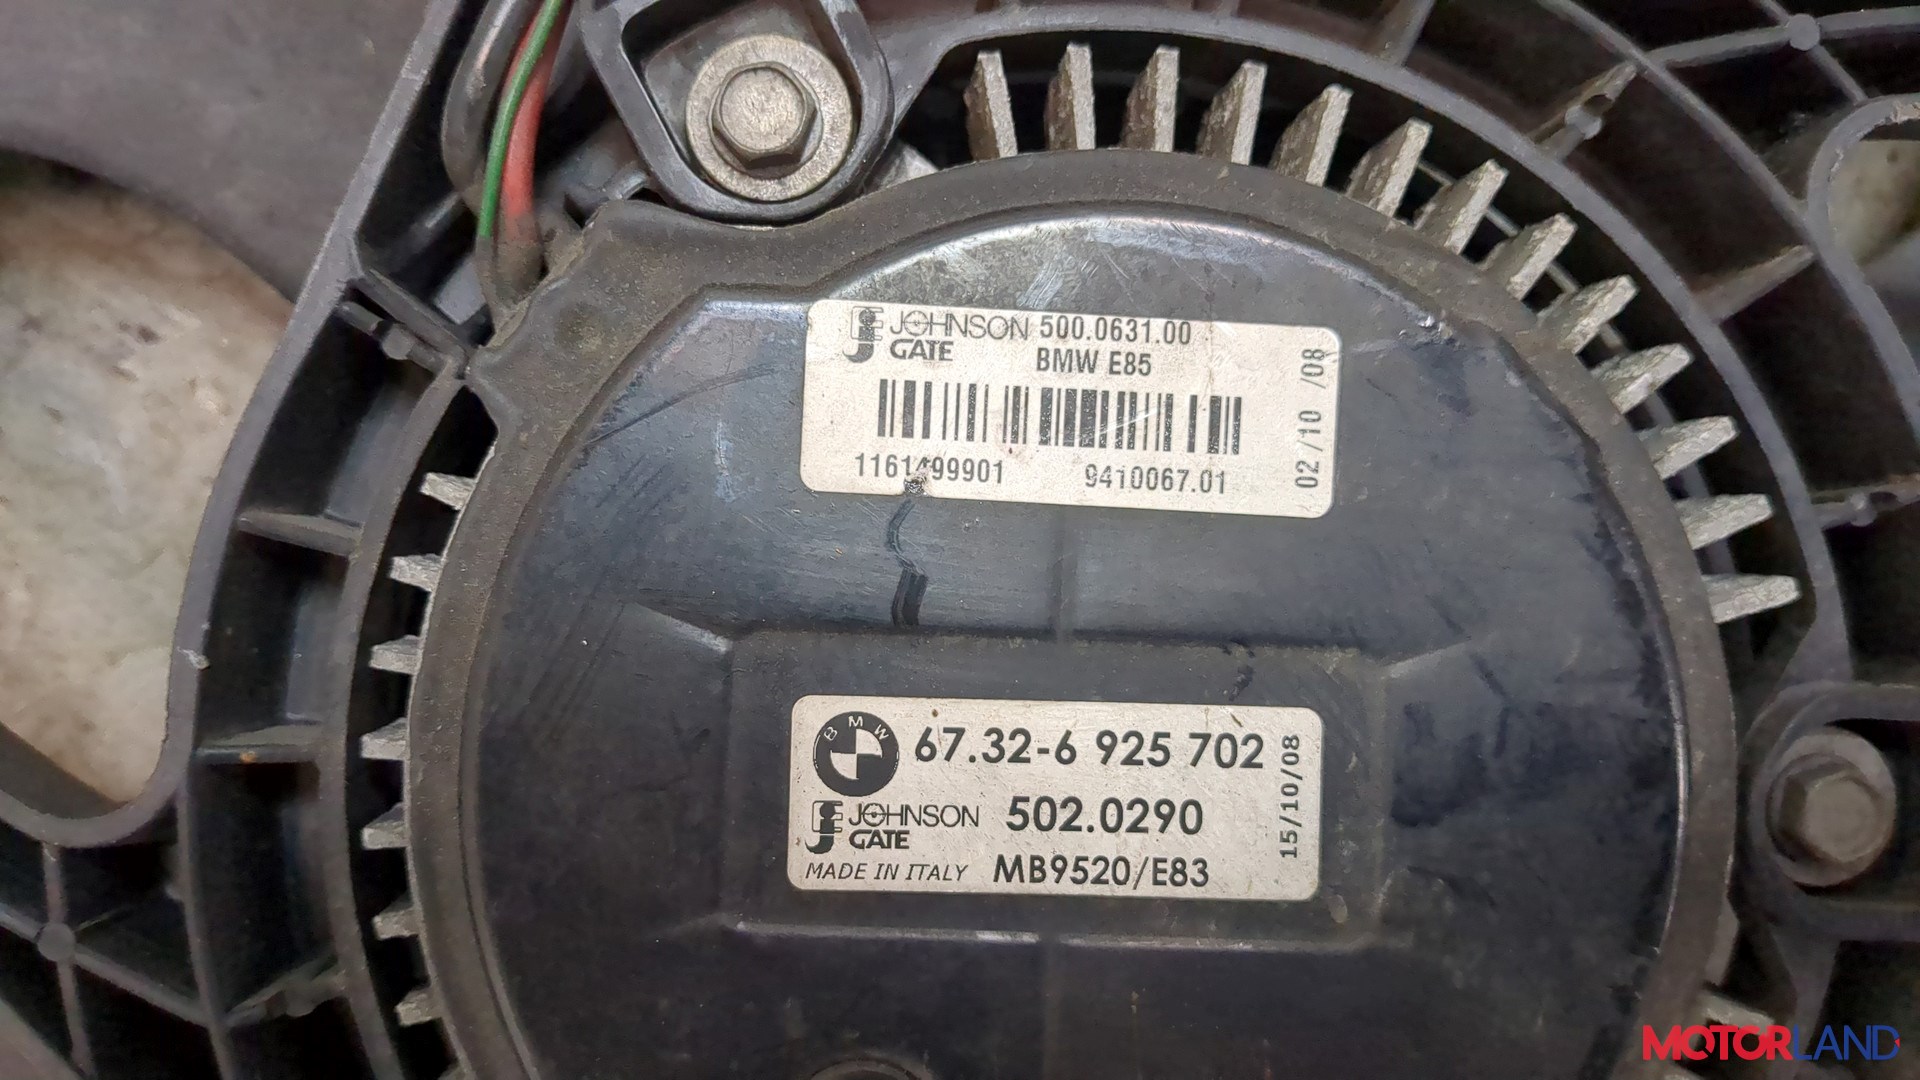 JOHNSON 500.0631.00
GATE
BMW E85
1161499901 9410067.01
02/10 /08
BMW 67.32-6 925 702
JOHNSON 502.0290
GATE
MADE IN ITALY MB9520/E83
15/10/08
MOTORLAND